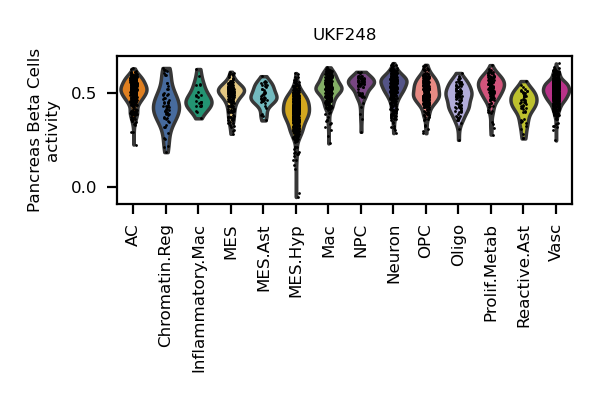 UKF248
Pancreas Beta Cells
activity
0.5
0.0
AC
Chromatin.Reg
Inflammatory.Mac
MES
MES.Ast
MES.Hyp
Mac
NPC
Neuron
OPC
Oligo
Prolif.Metab
Reactive.Ast
Vasc